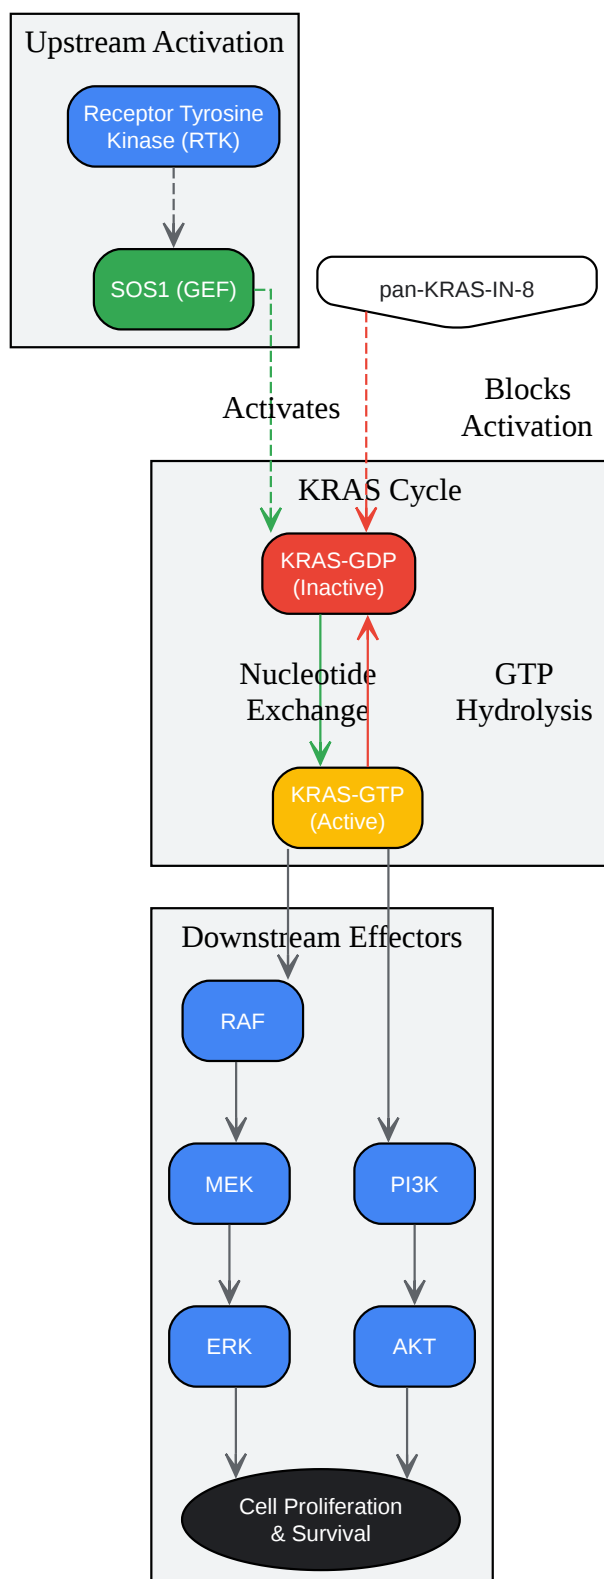 Upstream Activation
Receptor Tyrosine
Kinase (RTK)
SOS1 (GEF)
pan-KRAS-IN-8
Activates
Blocks
Activation
KRAS Cycle
KRAS-GDP
(Inactive)
Nucleotide
Exchange
GTP
Hydrolysis
KRAS-GTP
(Active)
Downstream Effectors
RAF
MEK
PI3K
ERK
AKT
Cell Proliferation
& Survival